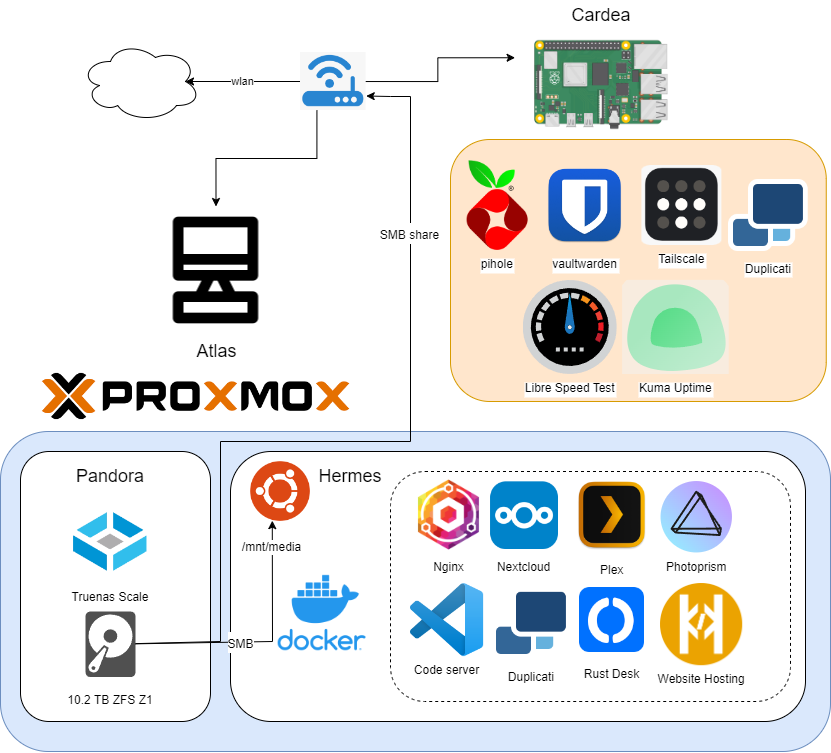 Cardea
wlan
SMB share
pihole
vaultwarden
Tailscale
Duplicati
Libre Speed Test
Kuma Uptime
Atlas
PROXMOX
Pandora
Truenas Scale
10.2 TB ZFS Z1
Hermes
/mnt/media
SMB
docker
Nginx
Nextcloud
Plex
Photoprism
Code server
Duplicati
Rust Desk
Website Hosting